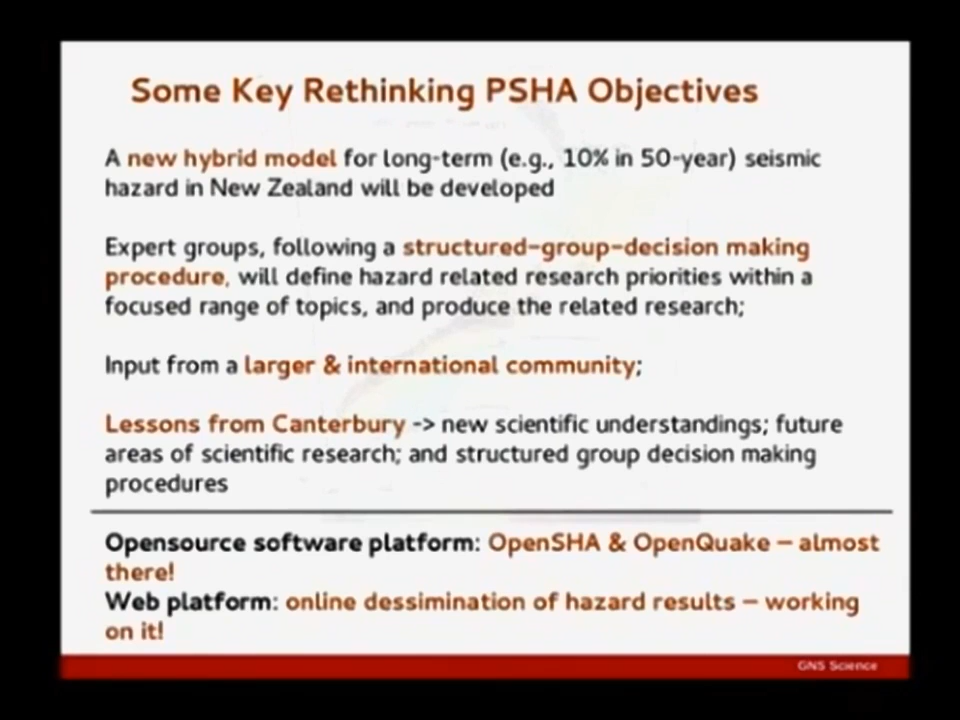 Some Key Rethinking PSHA Objectives
A new hybrid model for long-term (e.g., 10% in 50-year) seismic
hazard in New Zealand will be developed
Expert groups, following a structured-group-decision making
procedure, will define hazard related research priorities within a
focused range of topics, and produce the related research;
Input from a larger & international community;
Lessons from Canterbury -> new scientific understandings; future
areas of scientific research; and structured group decision making
procedures
Opensource software platform: OpenSHA & OpenQuake – almost
there!
Web platform: online dessimination of hazard results – working
on it!
GNS Science